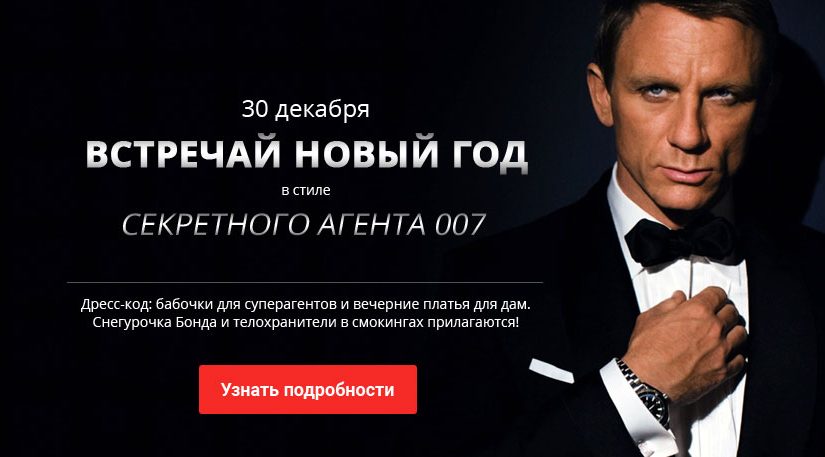 30 декабря
ВСТРЕЧАЙ НОВЫЙ ГОД
в стиле
СЕКРЕТНОГО АГЕНТА 007
Дресс-код: бабочки для суперагентов и вечерние платья для дам.
Снегурочка Бонда и телохранители в смокингах прилагаются!
Узнать подробности